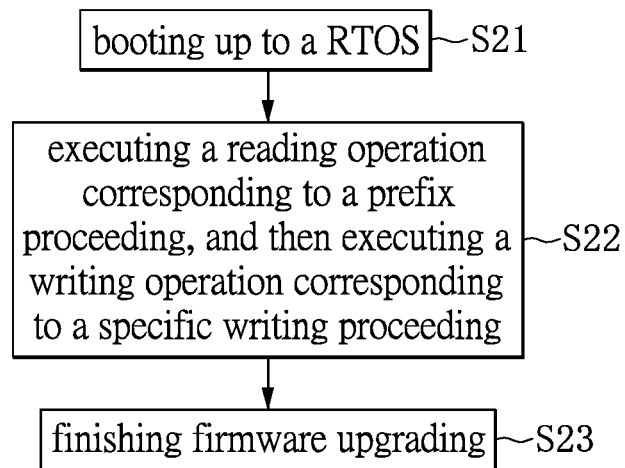 booting up to a RTOS S21
executing a reading operation
corresponding to a prefix
proceeding, and then executing a
writing operation corresponding
to a specific writing proceeding
S22
finishing firmware upgrading S23